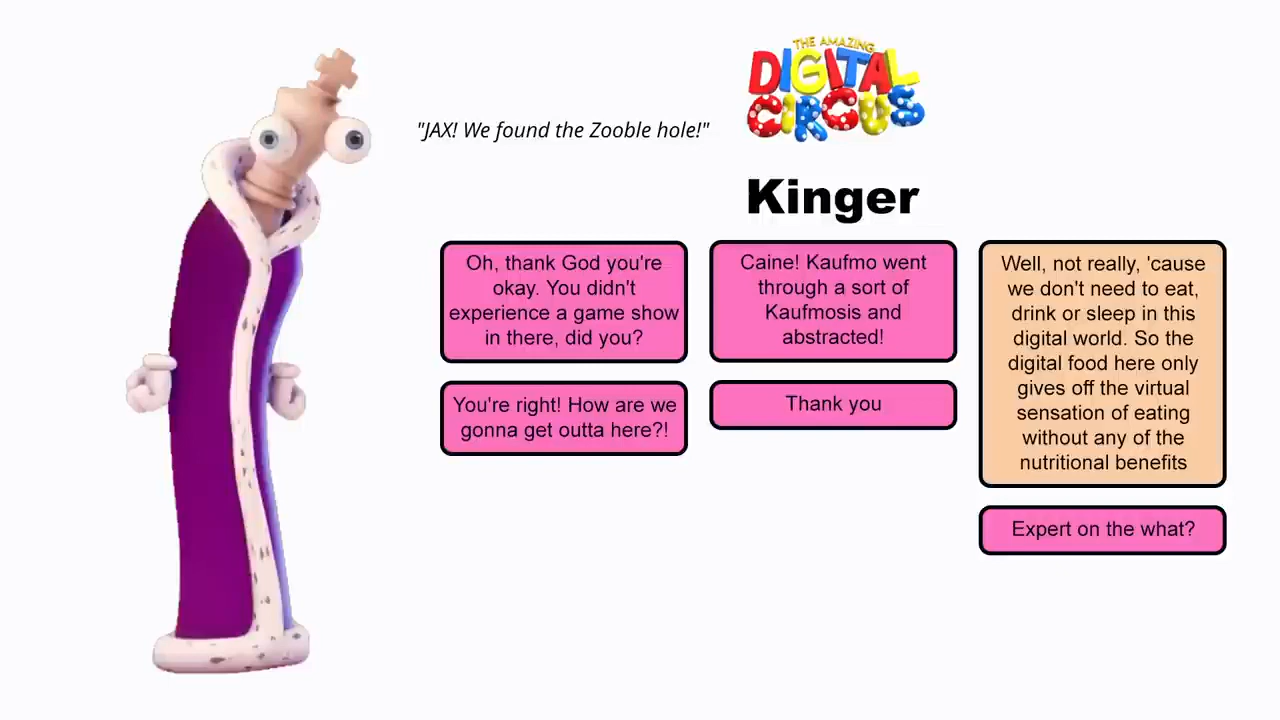 THE AMAZING
DIGITAL
CIRCUS
"JAX! We found the Zooble hole!"
Kinger
Oh, thank God you're
okay. You didn't
experience a game show
in there, did you?
You're right! How are we
gonna get outta here?!
Caine! Kaufmo went
through a sort of
Kaufmosis and
abstracted!
Thank you
Well, not really, 'cause
we don't need to eat,
drink or sleep in this
digital world. So the
digital food here only
gives off the virtual
sensation of eating
without any of the
nutritional benefits
Expert on the what?